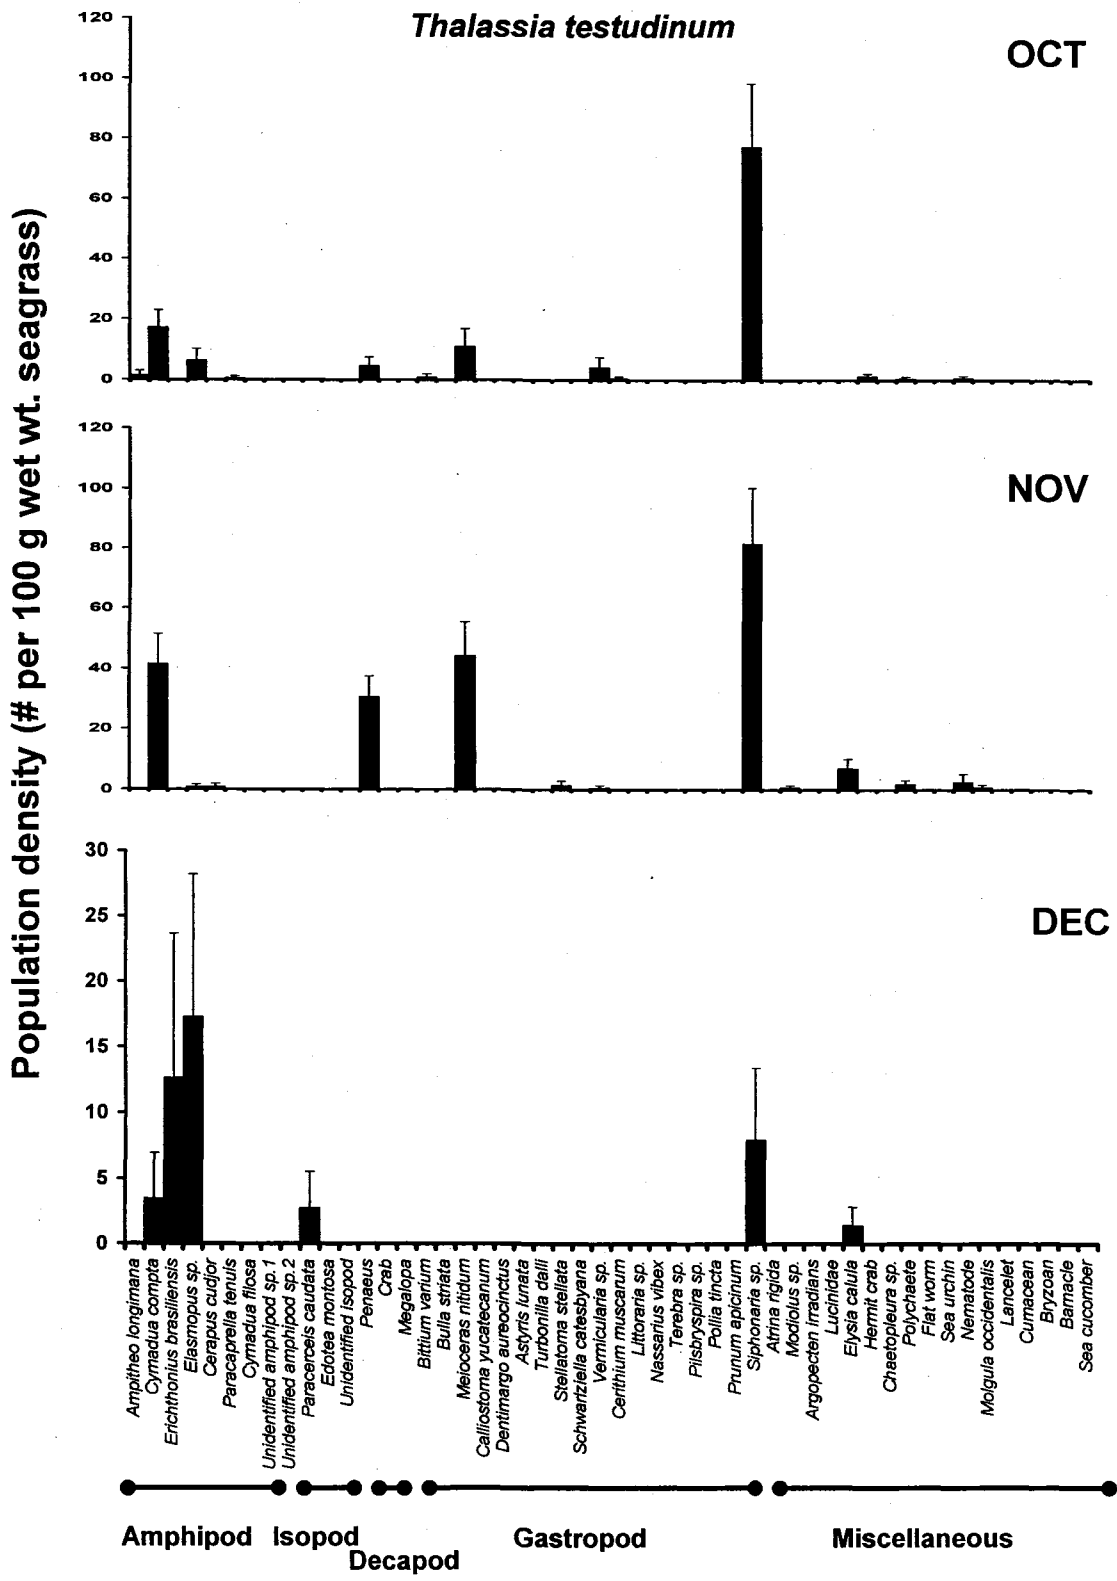 Thalassia testudinum
Population density (# per 100 g wet wt. seagrass)
120
100
80
60
40
20
0
OCT
120
100
80
60
40
20
0
NOV
30
25
20
15
10
5
0
DEC
Ampitheo longimana
Cymadua compta
Erichthonius brasiliensis
Elasmopus sp.
Cerapus cudjor
Paracaprella tenuis
Cymadua filosa
Unidentified amphipod sp.1
Unidentified amphipod sp.2
Paracerceis caudata
Edotea montosa
Unidentified isopod
Penaeus
Crab
Megalopa
Bittium varium
Bulla striata
Meioceras nitidum
Calliostoma yucatecanum
Dentimargo aureocinctus
Astyris lunata
Turbonilla dalli
Stellatoma stellata
Schwartziella catesbyana
Vermicularia sp.
Cerithium muscarum
Littoraria sp.
Nassarius vibex
Terebra sp.
Pilsbryspira sp.
Pollia tincta
Prunum apicinum
Siphonaria sp.
Atrina rigida
Modiolus sp.
Argopecten irradians
Lucinidae
Elysia calula
Hermit crab
Chaetopleura sp.
Polychaete
Flat worm
Sea urchin
Nematode
Molgula occidentalis
Lancelet
Cumacean
Bryzoan
Barnacle
Sea cucomber
Amphipod
Isopod
Decapod
Gastropod
Miscellaneous